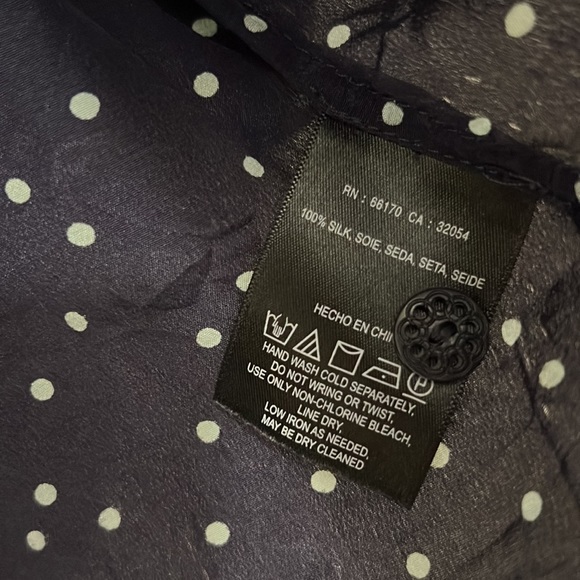 RN : 66170 CA : 32054
100% SILK, SOIE, SEDA, SETA, SEIDE
HECHO EN
HAND WASH COLD SEPARATELY.
DO NOT WRING OR TWIST,
USE ONLY NON-CHLORINE BLEACH,
LINE DRY,
LOW IRON AS NEEDED,
MAY BE DRY CLEANED